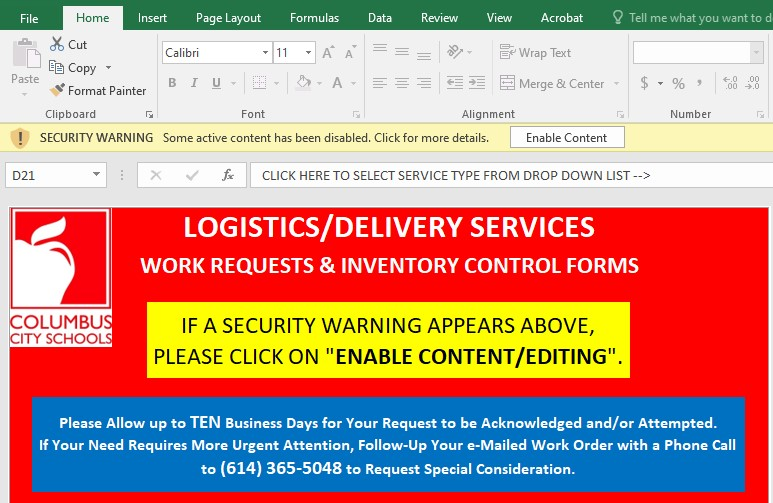 File Home Insert Page Layout Formulas Data Review View Acrobat Tell me what you want to d
Cut
Copy
Format Painter
Paste
Calibri 11 A A
B I U A
Wrap Text
Merge & Center
$ % ,
.0 .00
.00 .0
Clipboard Font Alignment Number
SECURITY WARNING Some active content has been disabled. Click for more details. Enable Content
D21 fx CLICK HERE TO SELECT SERVICE TYPE FROM DROP DOWN LIST -->
COLUMBUS
CITY SCHOOLS
LOGISTICS/DELIVERY SERVICES
WORK REQUESTS & INVENTORY CONTROL FORMS
IF A SECURITY WARNING APPEARS ABOVE,
PLEASE CLICK ON "ENABLE CONTENT/EDITING".
Please Allow up to TEN Business Days for Your Request to be Acknowledged and/or Attempted.
If Your Need Requires More Urgent Attention, Follow-Up Your e-Mailed Work Order with a Phone Call
to (614) 365-5048 to Request Special Consideration.